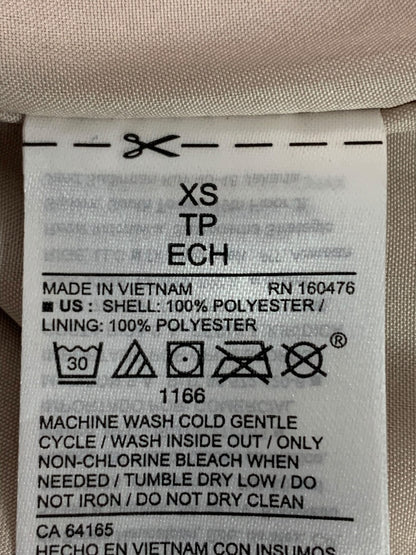 XS
TP
ECH
MADE IN VIETNAM RN 160476
■ US : SHELL: 100% POLYESTER /
LINING: 100% POLYESTER
30 ®
1166
MACHINE WASH COLD GENTLE
CYCLE / WASH INSIDE OUT / ONLY
NON-CHLORINE BLEACH WHEN
NEEDED / TUMBLE DRY LOW / DO
NOT IRON / DO NOT DRY CLEAN
CA 64165
HECHO EN VIETNAM CON INSUMOS